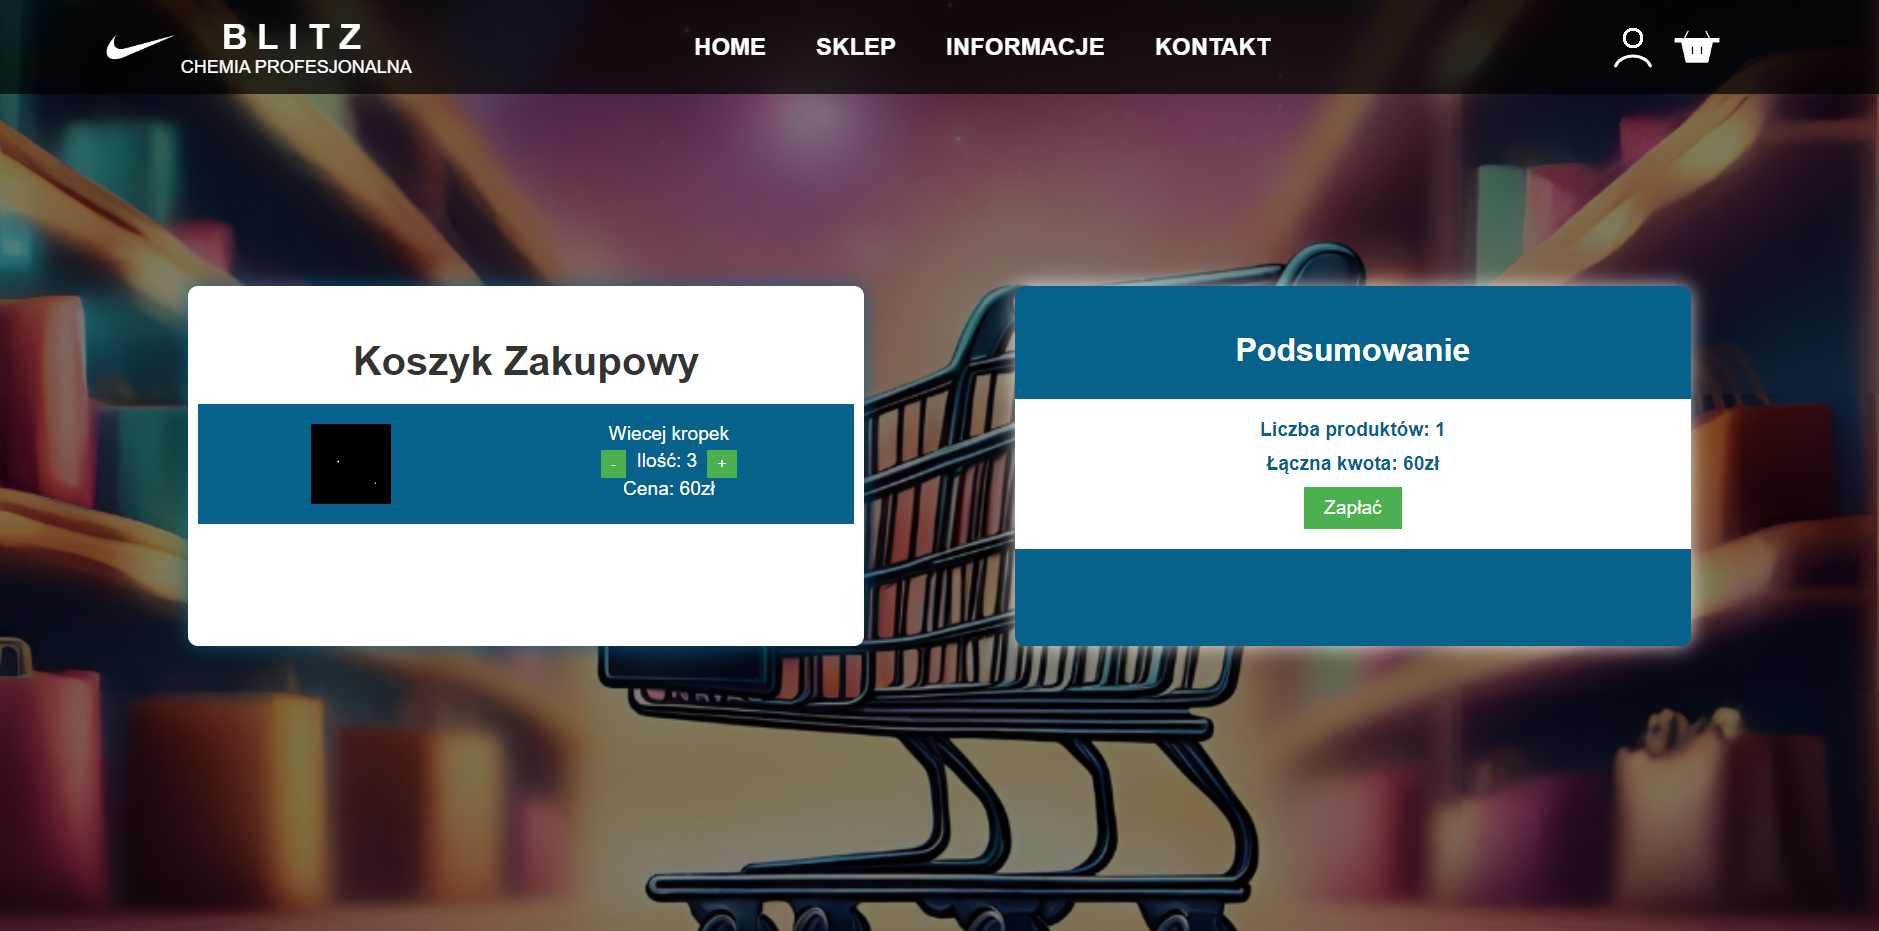 BLITZ
CHEMIA PROFESJONALNA
HOME SKLEP INFORMACJE KONTAKT
Koszyk Zakupowy
Wiecej kropek
- Ilość: 3 +
Cena: 60zł
Podsumowanie
Liczba produktów: 1
Łączna kwota: 60zł
Zapłać